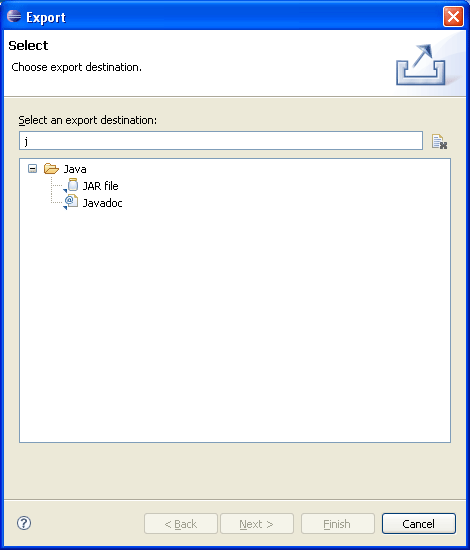 Export
Select
Choose export destination.
Select an export destination:
j
Java
JAR file
Javadoc
< Back
Next >
Finish
Cancel